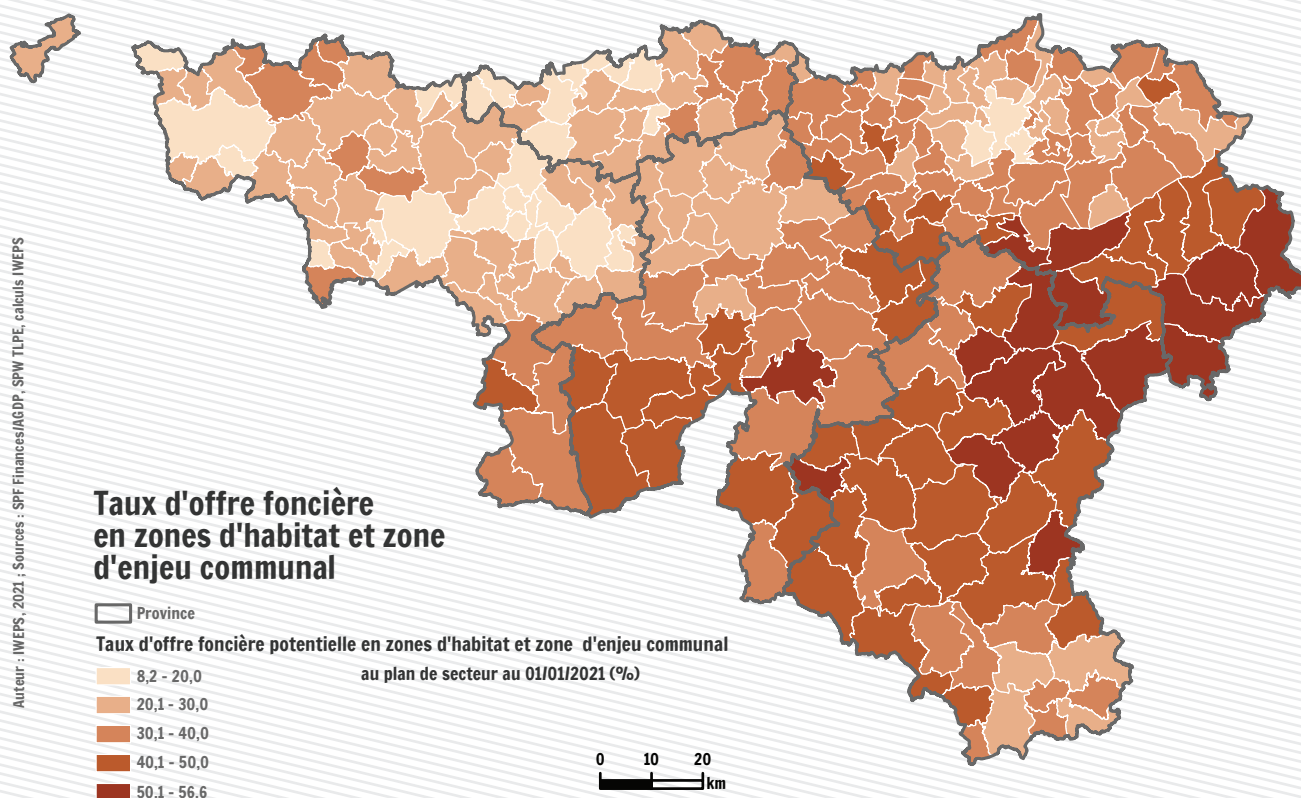 Auteur : IWEPS, 2021 ; Sources : SPF Finances/AGDP, SPW TLPE, calculs IWEPS
Taux d'offre foncière
en zones d'habitat et zone
d'enjeu communal
Province
Taux d'offre foncière potentielle en zones d'habitat et zone d'enjeu communal
au plan de secteur au 01/01/2021 (%)
8,2 - 20,0
20,1 - 30,0
30,1 - 40,0
40,1 - 50,0
50,1 - 56,6
0 10 20
km